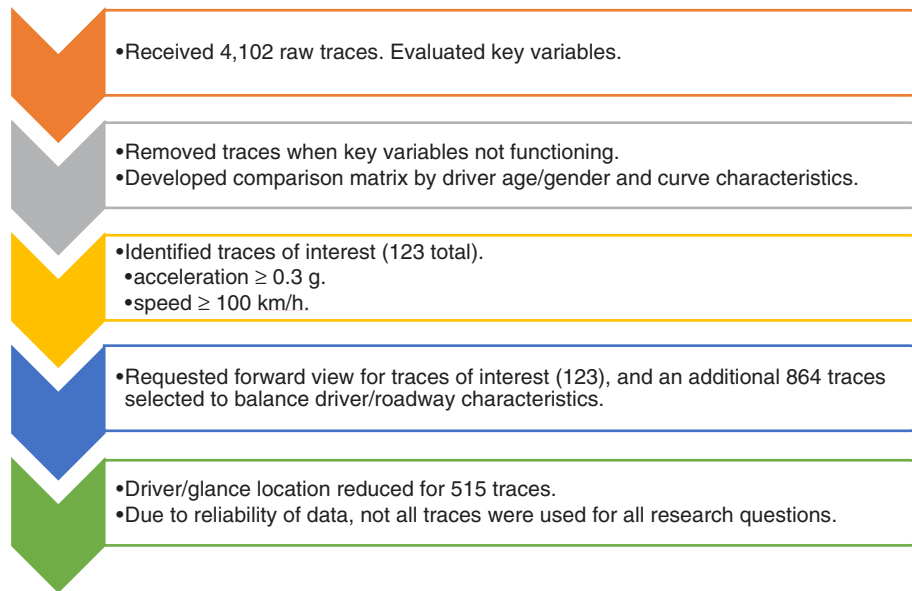 •Received 4,102 raw traces. Evaluated key variables.
•Removed traces when key variables not functioning.
•Developed comparison matrix by driver age/gender and curve characteristics.
•Identified traces of interest (123 total).
•acceleration ≥ 0.3 g.
•speed ≥ 100 km/h.
•Requested forward view for traces of interest (123), and an additional 864 traces
selected to balance driver/roadway characteristics.
•Driver/glance location reduced for 515 traces.
•Due to reliability of data, not all traces were used for all research questions.